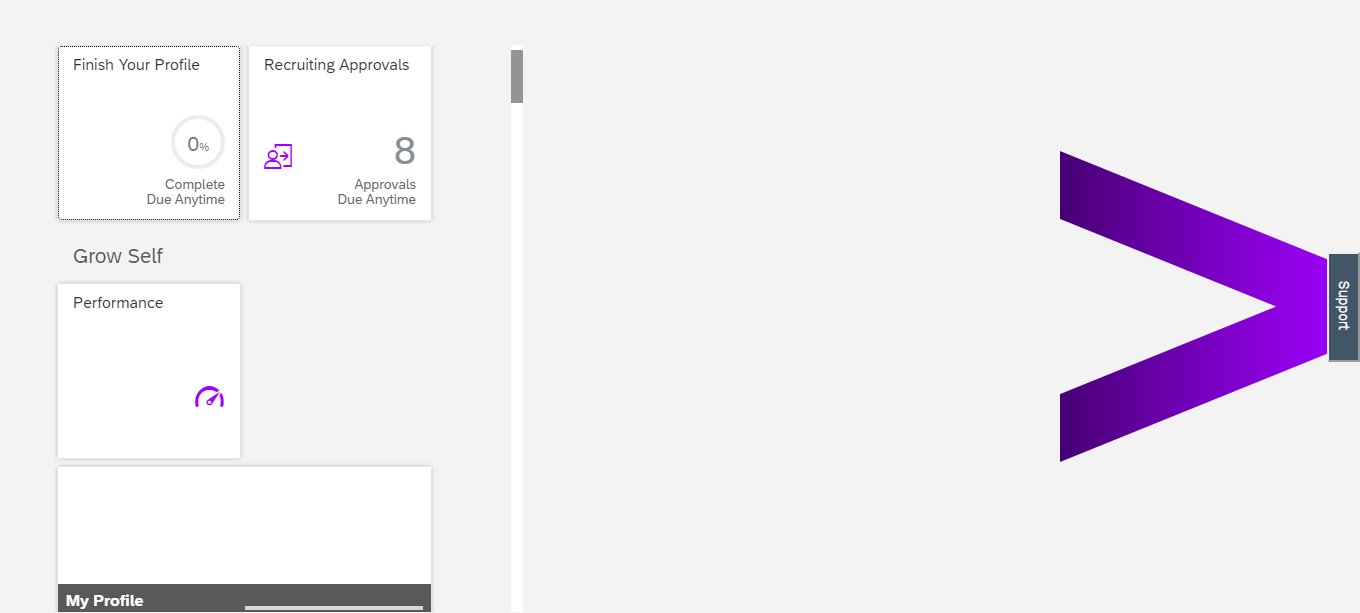 Finish Your Profile
0%
Complete
Due Anytime
Recruiting Approvals
8
Approvals
Due Anytime
Grow Self
Performance
My Profile
Support